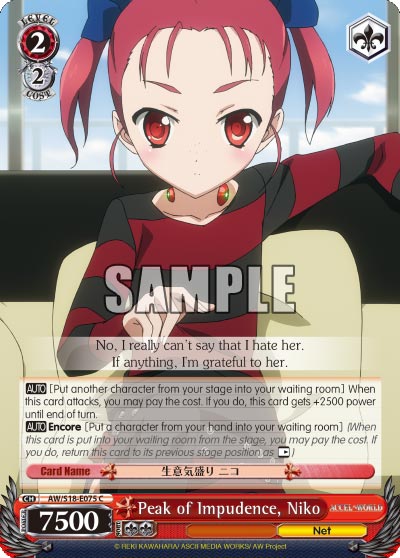 LEVEL
2
2
COST
SAMPLE
No, I really can't say that I hate her.
If anything, I'm grateful to her.
AUTO [Put another character from your stage into your waiting room] When
this card attacks, you may pay the cost. If you do, this card gets +2500 power
until end of turn.
AUTO Encore [Put a character from your hand into your waiting room] (When
this card is put into your waiting room from the stage, you may pay the cost. If
you do, return this card to its previous stage position as )
Card Name
生意気盛り ニコ
CH AW/S18-E075 C
Peak of Impudence, Niko
ACCEL WORLD
POWER
7500
SOUL
Net
© REKI KAWAHARA/ ASCII MEDIA WORKS/ AW Project